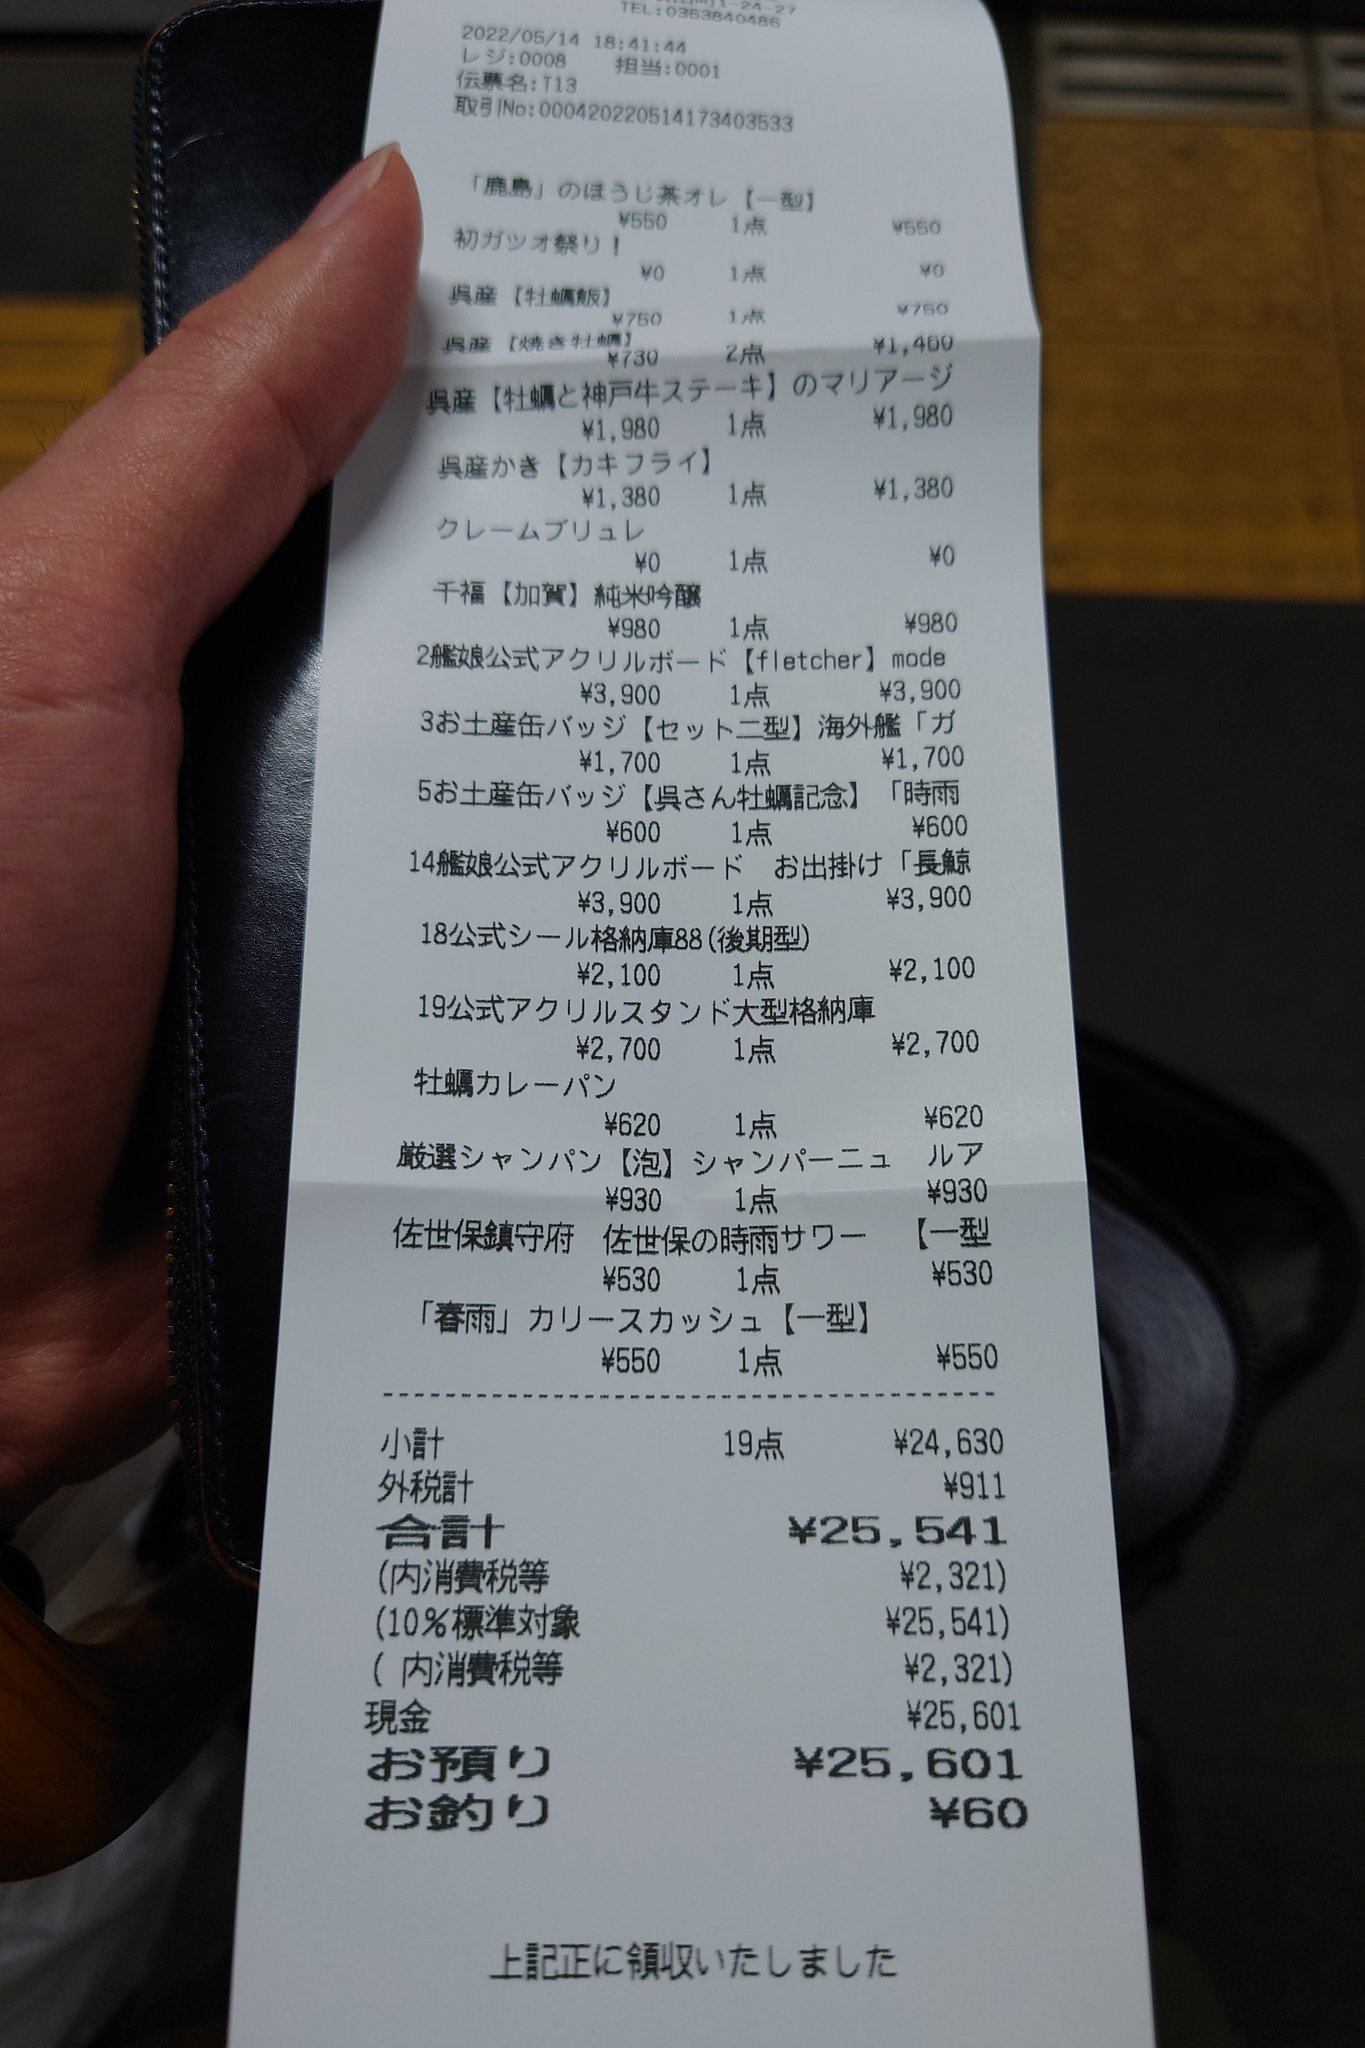 1-24-27
TEL:0363840486
2022/05/14 18:41:44
レジ:0008 担当:0001
伝票名:T13
取引No:000420220514173403533
「鹿島」のほうじ茶オレ【一型】
¥550 1点 ¥550
初ガツオ祭り!
¥0 1点 ¥0
呉産【牡蠣飯】
¥750 1点 ¥750
呉産【焼き牡蠣】
¥730 2点 ¥1,460
呉産【牡蠣と神戸牛ステーキ】のマリアージ
¥1,980 1点 ¥1,980
呉産かき【カキフライ】
¥1,380 1点 ¥1,380
クレームブリュレ
¥0 1点 ¥0
千福【加賀】純米吟醸
¥980 1点 ¥980
2艦娘公式アクリルボード【fletcher】mode
¥3,900 1点 ¥3,900
3お土産缶バッジ【セット二型】海外艦「ガ
¥1,700 1点 ¥1,700
5お土産缶バッジ【呉さん牡蠣記念】「時雨
¥600 1点 ¥600
14艦娘公式アクリルボード お出掛け「長鯨
¥3,900 1点 ¥3,900
18公式シール格納庫88(後期型)
¥2,100 1点 ¥2,100
19公式アクリルスタンド大型格納庫
¥2,700 1点 ¥2,700
牡蠣カレーパン
¥620 1点 ¥620
厳選シャンパン【泡】シャンパーニュ ルア
¥930 1点 ¥930
佐世保鎮守府 佐世保の時雨サワー 【一型
¥530 1点 ¥530
「春雨」カリースカッシュ【一型】
¥550 1点 ¥550
小計 19点 ¥24,630
外税計 ¥911
合計 ¥25,541
(内消費税等 ¥2,321)
(10%標準対象 ¥25,541)
( 内消費税等 ¥2,321)
現金 ¥25,601
お預り ¥25,601
お釣り ¥60
上記正に領収いたしました